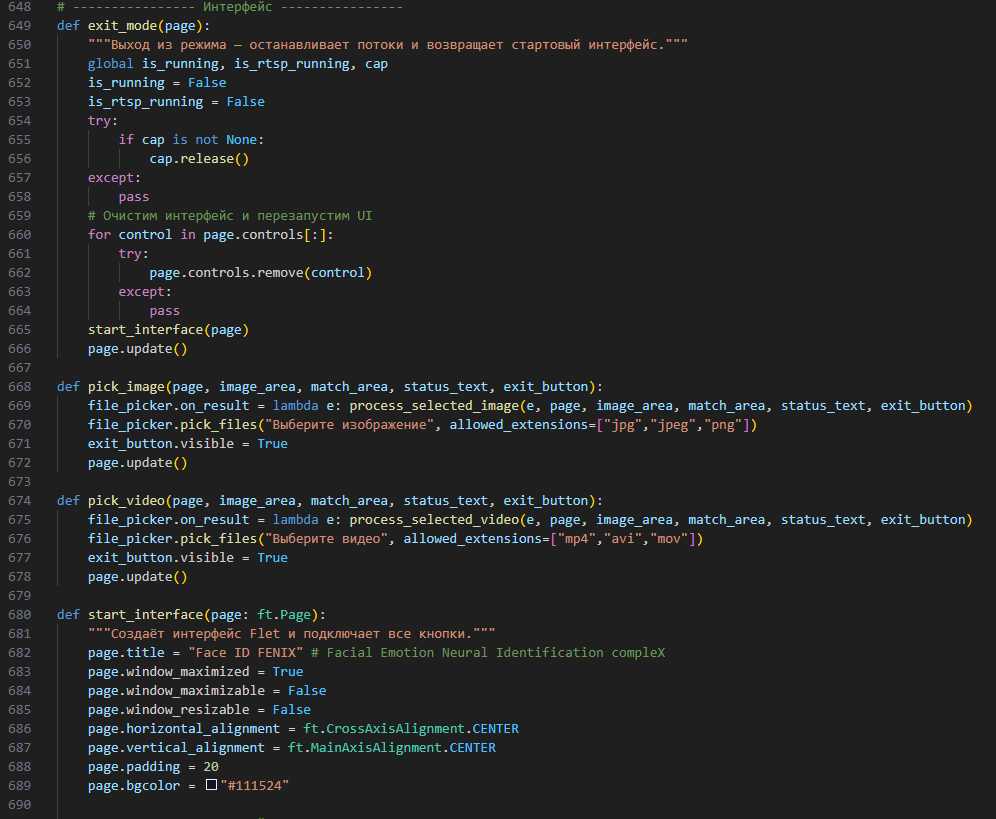 648 # ---------------- Интерфейс ----------------
649 def exit_mode(page):
650     """Выход из режима — останавливает потоки и возвращает стартовый интерфейс."""
651     global is_running, is_rtsp_running, cap
652     is_running = False
653     is_rtsp_running = False
654     try:
655         if cap is not None:
656             cap.release()
657     except:
658         pass
659     # Очистим интерфейс и перезапустим UI
660     for control in page.controls[:]:
661         try:
662             page.controls.remove(control)
663         except:
664             pass
665     start_interface(page)
666     page.update()
667
668 def pick_image(page, image_area, match_area, status_text, exit_button):
669     file_picker.on_result = lambda e: process_selected_image(e, page, image_area, match_area, status_text, exit_button)
670     file_picker.pick_files("Выберите изображение", allowed_extensions=["jpg","jpeg","png"])
671     exit_button.visible = True
672     page.update()
673
674 def pick_video(page, image_area, match_area, status_text, exit_button):
675     file_picker.on_result = lambda e: process_selected_video(e, page, image_area, match_area, status_text, exit_button)
676     file_picker.pick_files("Выберите видео", allowed_extensions=["mp4","avi","mov"])
677     exit_button.visible = True
678     page.update()
679
680 def start_interface(page: ft.Page):
681     """Создаёт интерфейс Flet и подключает все кнопки."""
682     page.title = "Face ID FENIX" # Facial Emotion Neural Identification compleX
683     page.window_maximized = True
684     page.window_maximizable = False
685     page.window_resizable = False
686     page.horizontal_alignment = ft.CrossAxisAlignment.CENTER
687     page.vertical_alignment = ft.MainAxisAlignment.CENTER
688     page.padding = 20
689     page.bgcolor = "#111524"
690